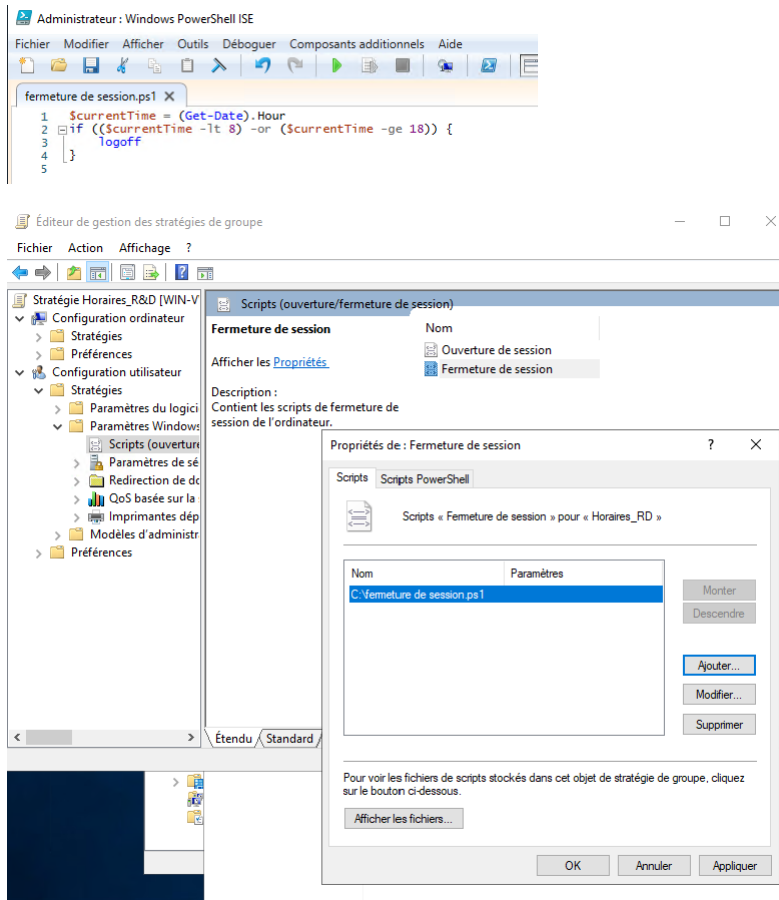 Administrateur : Windows PowerShell ISE
Fichier Modifier Afficher Outils Déboguer Composants additionnels Aide
fermeture de session.ps1 X
1 $currentTime = (Get-Date).Hour
2 if (($currentTime -lt 8) -or ($currentTime -ge 18)) {
3 logoff
4 }
5
Éditeur de gestion des stratégies de groupe
Fichier Action Affichage ?
Stratégie Horaires_R&D [WIN-V
Configuration ordinateur
Stratégies
Préférences
Configuration utilisateur
Stratégies
Paramètres du logici
Paramètres Windows
Scripts (ouverture
Paramètres de sé
Redirection de do
QoS basée sur la
Imprimantes dép
Modèles d'administr
Préférences
Scripts (ouverture/fermeture de session)
Fermeture de session
Afficher les Propriétés
Description :
Contient les scripts de fermeture de
session de l'ordinateur.
Nom
Ouverture de session
Fermeture de session
Étendu Standard
Propriétés de : Fermeture de session ? X
Scripts Scripts PowerShell
Scripts « Fermeture de session » pour « Horaires_RD »
Nom Paramètres
C:\fermeture de session.ps1
Monter
Descendre
Ajouter...
Modifier...
Supprimer
Pour voir les fichiers de scripts stockés dans cet objet de stratégie de groupe, cliquez
sur le bouton ci-dessous.
Afficher les fichiers...
OK Annuler Appliquer